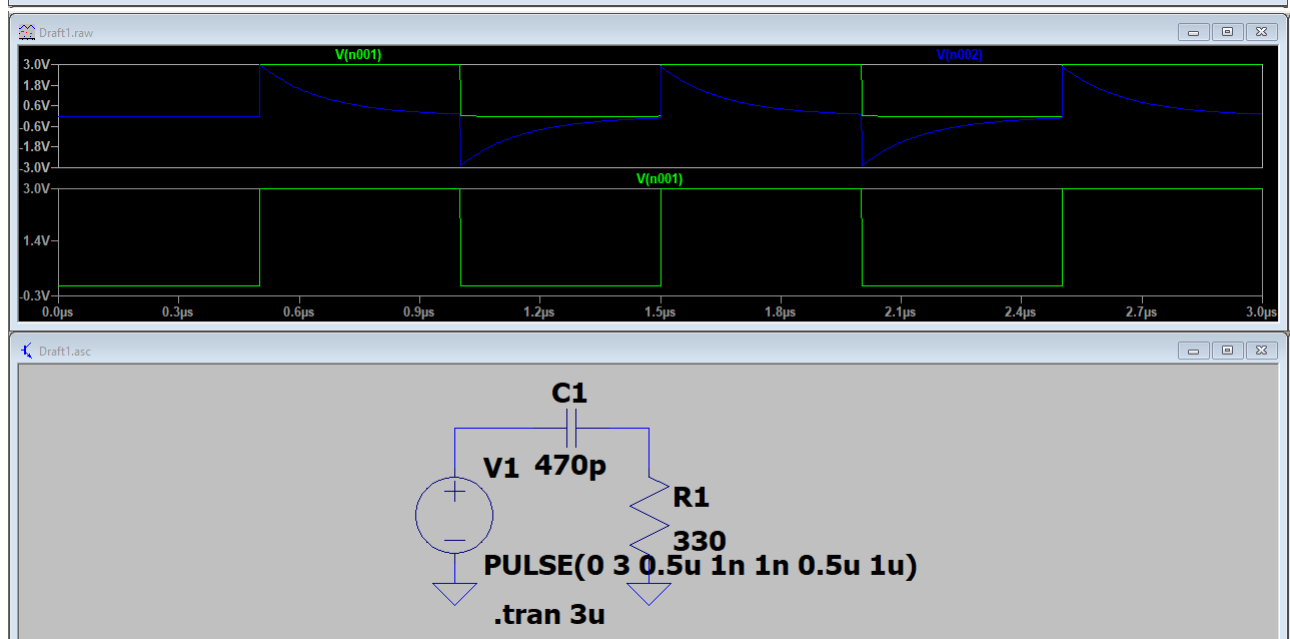 Draft1.raw
V(n001) V(n002)
3.0V
1.8V
0.6V
-0.6V
-1.8V
-3.0V
V(n001)
3.0V
1.4V
-0.3V
0.0µs 0.3µs 0.6µs 0.9µs 1.2µs 1.5µs 1.8µs 2.1µs 2.4µs 2.7µs 3.0µs
Draft1.asc
C1
V1 470p
R1
330
PULSE(0 3 0.5u 1n 1n 0.5u 1u)
.tran 3u